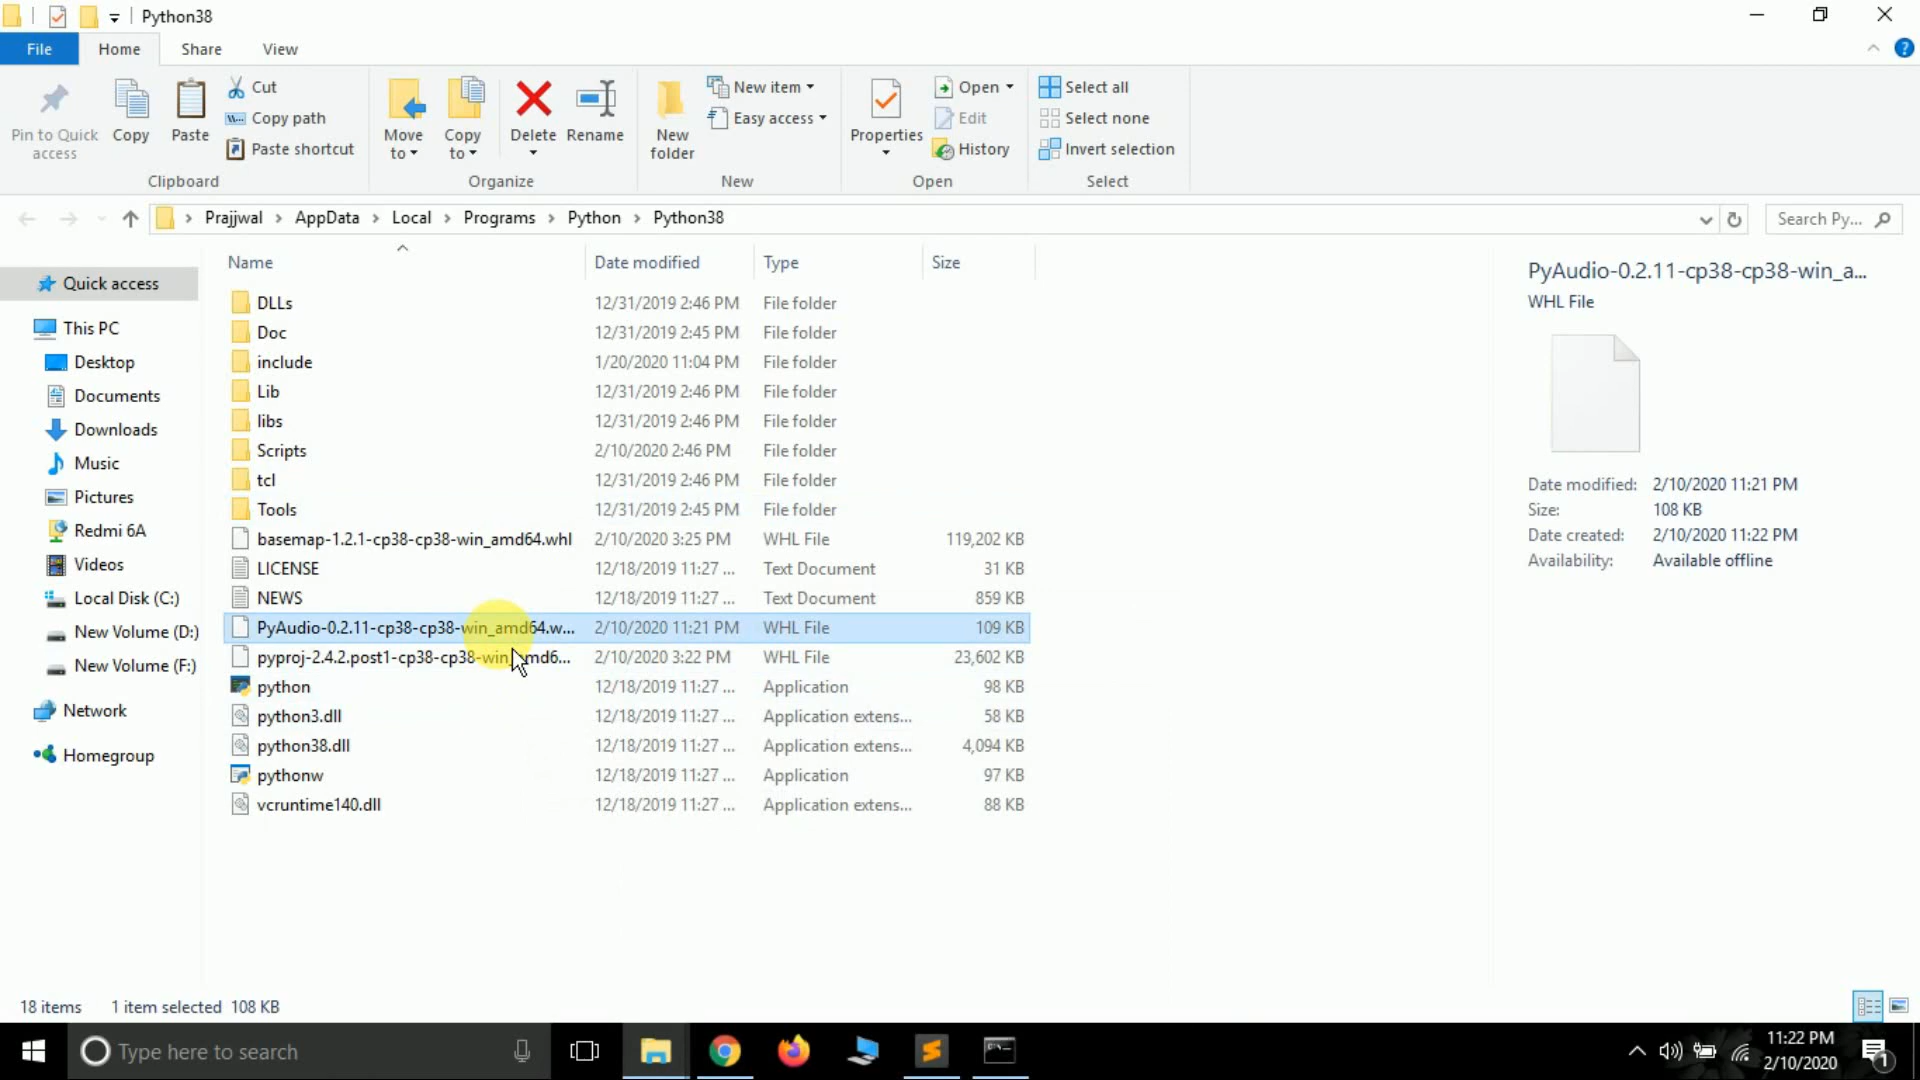 Python38
File Home Share View
Pin to Quick access
Copy
Paste
Cut
Copy path
Paste shortcut
Clipboard
Move to
Copy to
Delete
Rename
Organize
New folder
New item
Easy access
New
Properties
Open
Edit
History
Open
Select all
Select none
Invert selection
Select
Prajjwal > AppData > Local > Programs > Python > Python38
Search Py...
Quick access
This PC
Desktop
Documents
Downloads
Music
Pictures
Redmi 6A
Videos
Local Disk (C:)
New Volume (D:)
New Volume (F:)
Network
Homegroup
Name Date modified Type Size
DLLs 12/31/2019 2:46 PM File folder
Doc 12/31/2019 2:45 PM File folder
include 1/20/2020 11:04 PM File folder
Lib 12/31/2019 2:46 PM File folder
libs 12/31/2019 2:46 PM File folder
Scripts 2/10/2020 2:46 PM File folder
tcl 12/31/2019 2:46 PM File folder
Tools 12/31/2019 2:45 PM File folder
basemap-1.2.1-cp38-cp38-win_amd64.whl 2/10/2020 3:25 PM WHL File 119,202 KB
LICENSE 12/18/2019 11:27 ... Text Document 31 KB
NEWS 12/18/2019 11:27 ... Text Document 859 KB
PyAudio-0.2.11-cp38-cp38-win_amd64.w... 2/10/2020 11:21 PM WHL File 109 KB
pyproj-2.4.2.post1-cp38-cp38-win_amd6... 2/10/2020 3:22 PM WHL File 23,602 KB
python 12/18/2019 11:27 ... Application 98 KB
python3.dll 12/18/2019 11:27 ... Application extens... 58 KB
python38.dll 12/18/2019 11:27 ... Application extens... 4,094 KB
pythonw 12/18/2019 11:27 ... Application 97 KB
vcruntime140.dll 12/18/2019 11:27 ... Application extens... 88 KB
PyAudio-0.2.11-cp38-cp38-win_a...
WHL File
Date modified: 2/10/2020 11:21 PM
Size: 108 KB
Date created: 2/10/2020 11:22 PM
Availability: Available offline
18 items 1 item selected 108 KB
Type here to search
11:22 PM
2/10/2020
1